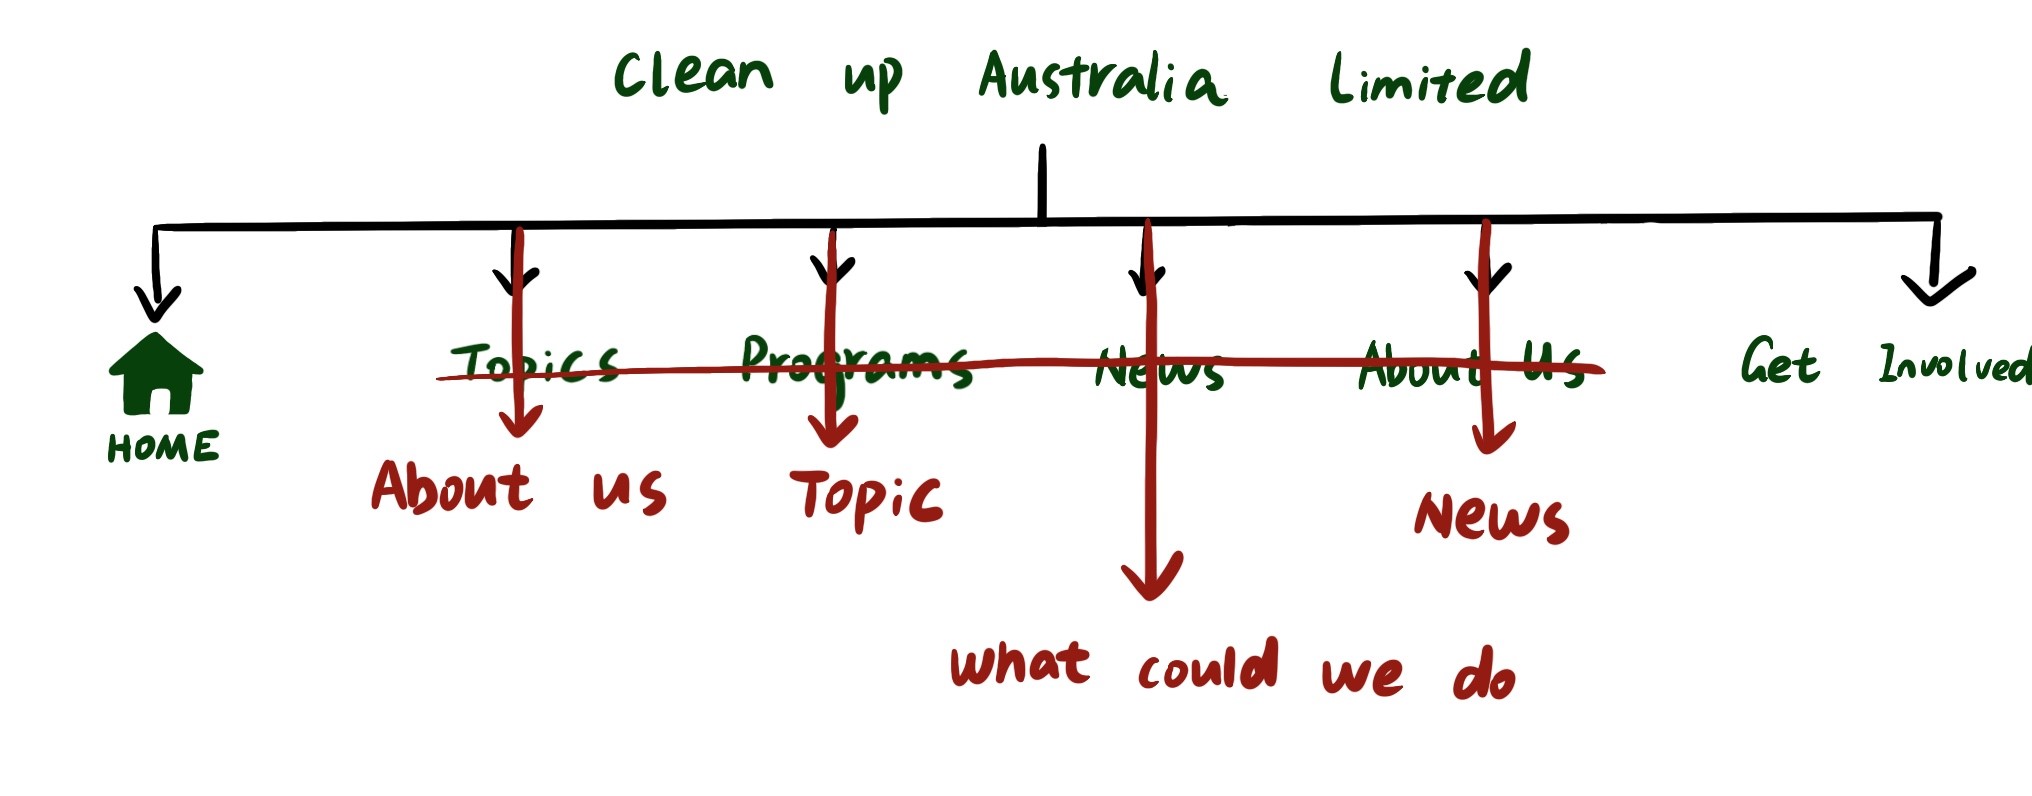 Clean up Australia Limited
Topics Programs News About Us Get Involved
HOME
About us Topic News
what could we do